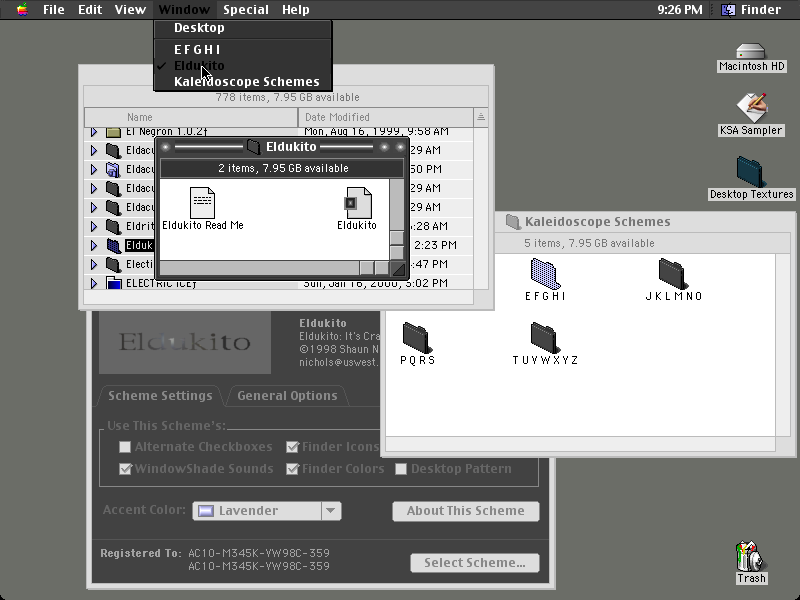 File Edit View Window Special Help 9:26 PM Finder
Desktop
E F G H I
Eldukito
Kaleidoscope Schemes
Macintosh HD
KSA Sampler
Desktop Textures
Trash
778 items, 7.95 GB available
Name Date Modified
El Negron 1.0.2ƒ Mon, Aug 16, 1999, 9:58 AM
Eldacu 29 AM
Eldacu 50 PM
Eldacu 29 AM
Eldacu 29 AM
Eldrit 6:28 AM
Elduk 2:23 PM
Electi :47 PM
ELECTRIC ICEƒ Sun, Jan 16, 2000, 5:02 PM
Eldukito
2 items, 7.95 GB available
Eldukito Read Me
Eldukito
Kaleidoscope Schemes
5 items, 7.95 GB available
E F G H I
J K L M N O
P Q R S
T U V W X Y Z
Eldukito
Eldukito
Eldukito: It's Cra
©1998 Shaun N
nichols@uswest.
Scheme Settings General Options
Use This Scheme's:
Alternate Checkboxes Finder Icons
WindowShade Sounds Finder Colors Desktop Pattern
Accent Color: Lavender About This Scheme
Registered To: AC10-M345K-YW98C-359
AC10-M345K-YW98C-359
Select Scheme...